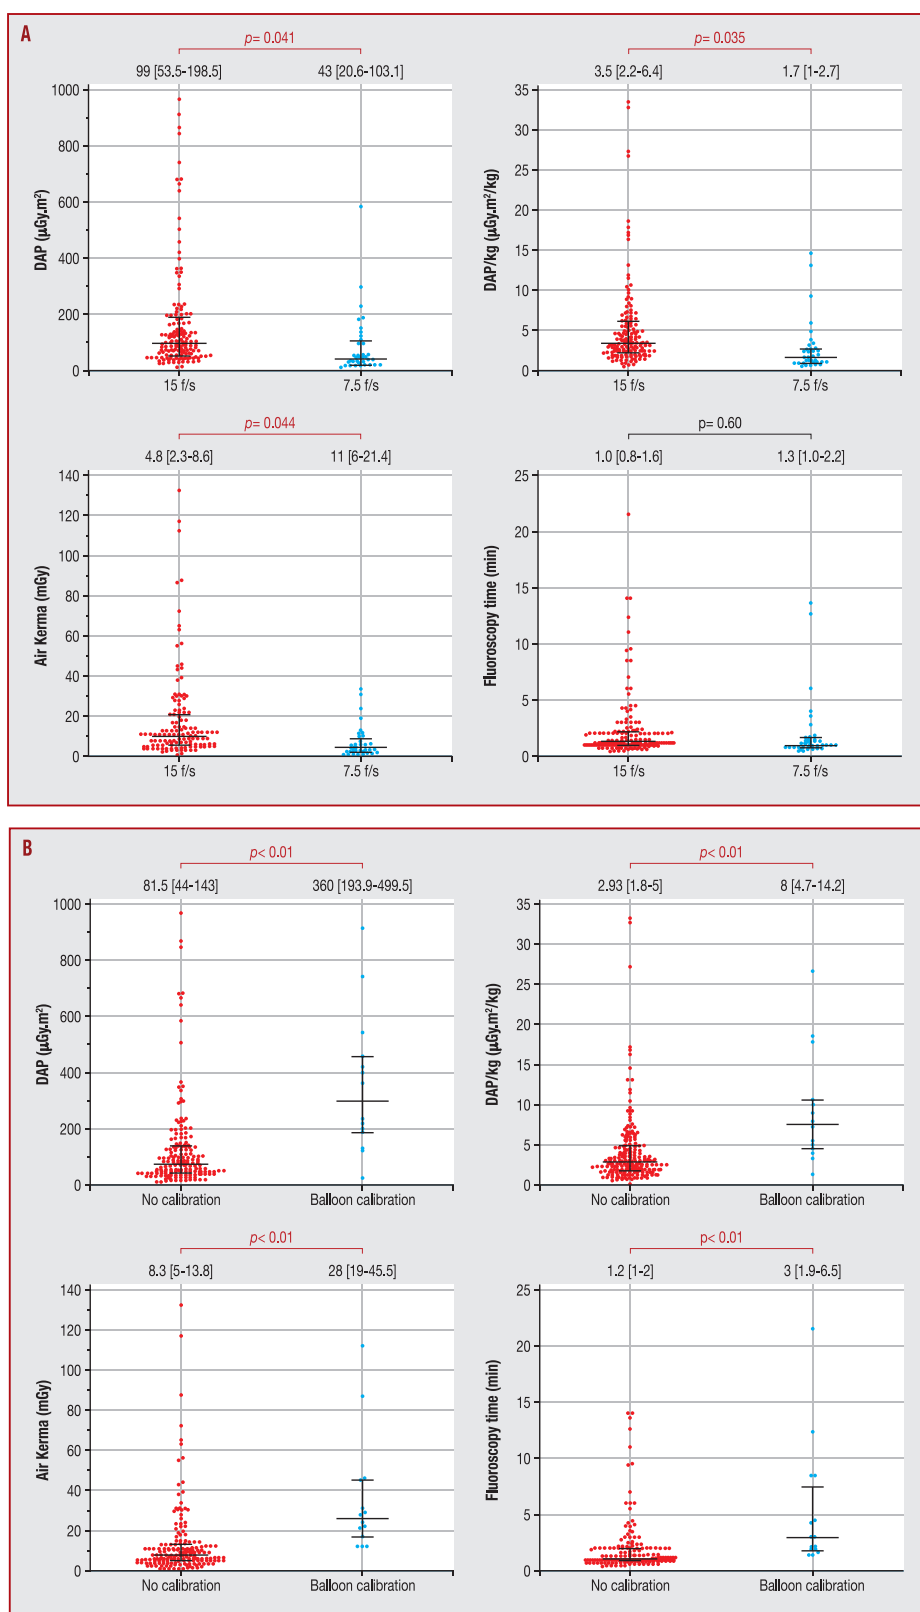 A
p= 0.041
99 [53.5-198.5] 43 [20.6-103.1]
DAP (μGy.m²)
1000
800
600
400
200
0
15 f/s 7.5 f/s
p= 0.035
3.5 [2.2-6.4] 1.7 [1-2.7]
DAP/kg (μGy.m²/kg)
35
30
25
20
15
10
5
0
15 f/s 7.5 f/s
p= 0.044
4.8 [2.3-8.6] 11 [6-21.4]
Air Kerma (mGy)
140
120
100
80
60
40
20
0
15 f/s 7.5 f/s
p= 0.60
1.0 [0.8-1.6] 1.3 [1.0-2.2]
Fluoroscopy time (min)
25
20
15
10
5
0
15 f/s 7.5 f/s
B
p< 0.01
81.5 [44-143] 360 [193.9-499.5]
DAP (μGy.m²)
1000
800
600
400
200
0
No calibration Balloon calibration
p< 0.01
2.93 [1.8-5] 8 [4.7-14.2]
DAP/kg (μGy.m²/kg)
35
30
25
20
15
10
5
0
No calibration Balloon calibration
p< 0.01
8.3 [5-13.8] 28 [19-45.5]
Air Kerma (mGy)
140
120
100
80
60
40
20
0
No calibration Balloon calibration
p< 0.01
1.2 [1-2] 3 [1.9-6.5]
Fluoroscopy time (min)
25
20
15
10
5
0
No calibration Balloon calibration